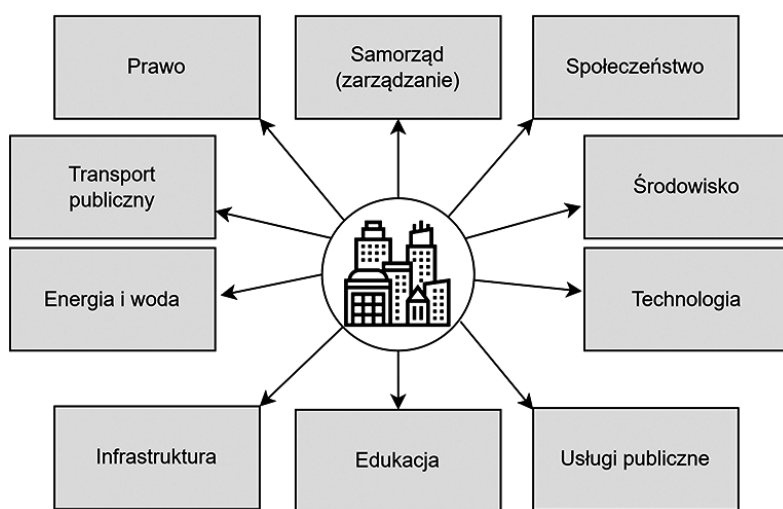 Prawo
Samorząd
(zarządzanie)
Społeczeństwo
Transport
publiczny
Środowisko
Energia i woda
Technologia
Infrastruktura
Edukacja
Usługi publiczne